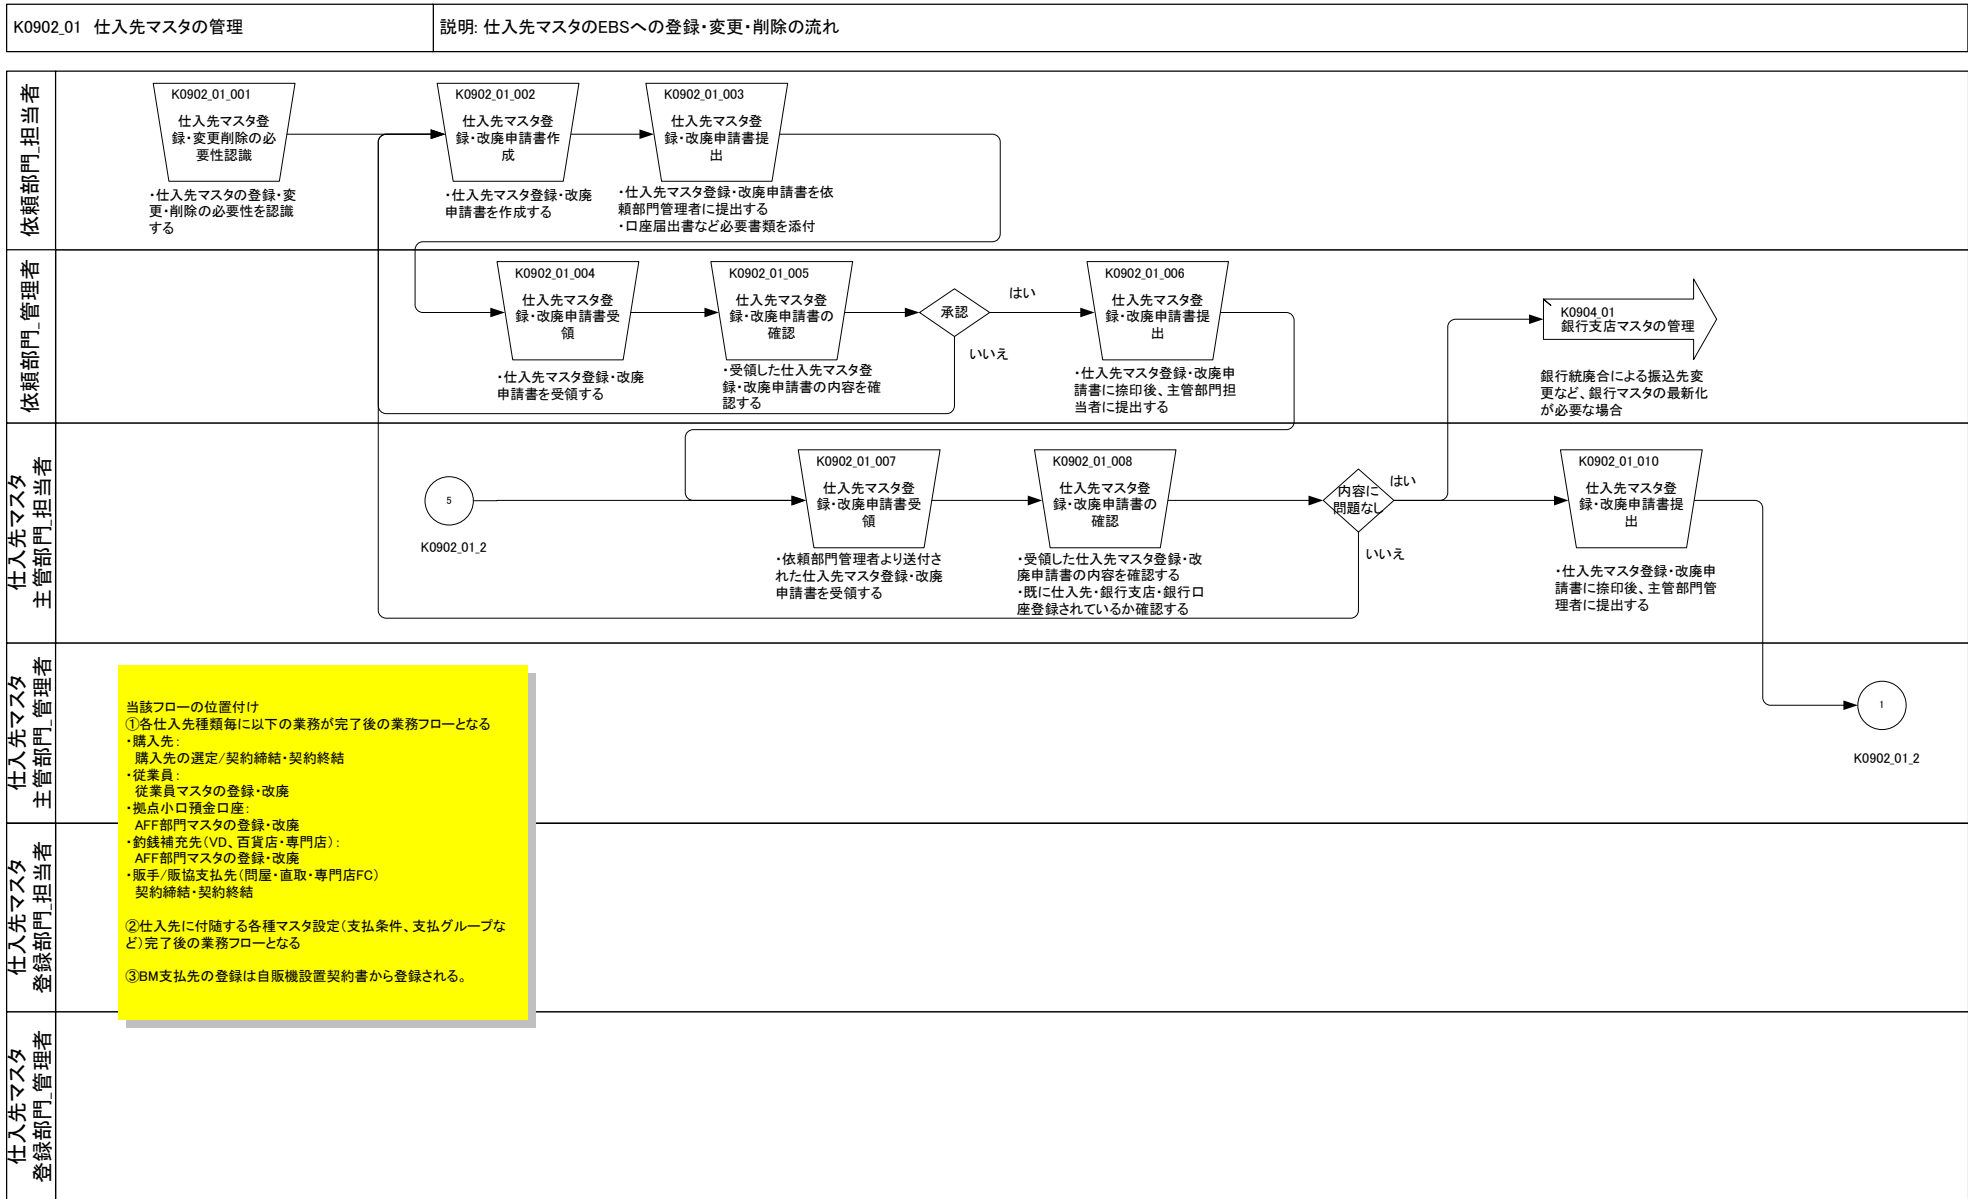 K0902_01 仕入先マスタの管理
説明: 仕入先マスタのEBSへの登録・変更・削除の流れ
依頼部門_担当者
K0902_01_001
仕入先マスタ登
録・変更削除の必
要性認識
・仕入先マスタの登録・変
更・削除の必要性を認識
する
K0902_01_002
仕入先マスタ登
録・改廃申請書作
成
・仕入先マスタ登録・改廃
申請書を作成する
K0902_01_003
仕入先マスタ登
録・改廃申請書提
出
・仕入先マスタ登録・改廃申請書を依
頼部門管理者に提出する
・口座届出書など必要書類を添付
依頼部門_管理者
K0902_01_004
仕入先マスタ登
録・改廃申請書受
領
・仕入先マスタ登録・改廃
申請書を受領する
K0902_01_005
仕入先マスタ登
録・改廃申請書の
確認
・受領した仕入先マスタ登
録・改廃申請書の内容を確
認する
承認
はい
いいえ
K0902_01_006
仕入先マスタ登
録・改廃申請書提
出
・仕入先マスタ登録・改廃申
請書に捺印後、主管部門担
当者に提出する
K0904_01
銀行支店マスタの管理
銀行統廃合による振込先変
更など、銀行マスタの最新化
が必要な場合
仕入先マスタ
主管部門_担当者
5
K0902_01_2
K0902_01_007
仕入先マスタ登
録・改廃申請書受
領
・依頼部門管理者より送付さ
れた仕入先マスタ登録・改廃
申請書を受領する
K0902_01_008
仕入先マスタ登
録・改廃申請書の
確認
・受領した仕入先マスタ登録・改
廃申請書の内容を確認する
・既に仕入先・銀行支店・銀行口
座登録されているか確認する
内容に
問題なし
はい
いいえ
K0902_01_010
仕入先マスタ登
録・改廃申請書提
出
・仕入先マスタ登録・改廃申
請書に捺印後、主管部門管
理者に提出する
仕入先マスタ
主管部門_管理者
1
K0902_01_2
当該フローの位置付け
①各仕入先種類毎に以下の業務が完了後の業務フローとなる
・購入先:
購入先の選定/契約締結・契約終結
・従業員:
従業員マスタの登録・改廃
・拠点小口預金口座:
AFF部門マスタの登録・改廃
・釣銭補充先(VD、百貨店・専門店):
AFF部門マスタの登録・改廃
・販手/販協支払先(問屋・直取・専門店FC)
契約締結・契約終結
②仕入先に付随する各種マスタ設定(支払条件、支払グループな
ど)完了後の業務フローとなる
③BM支払先の登録は自販機設置契約書から登録される。
仕入先マスタ
登録部門_担当者
仕入先マスタ
登録部門_管理者